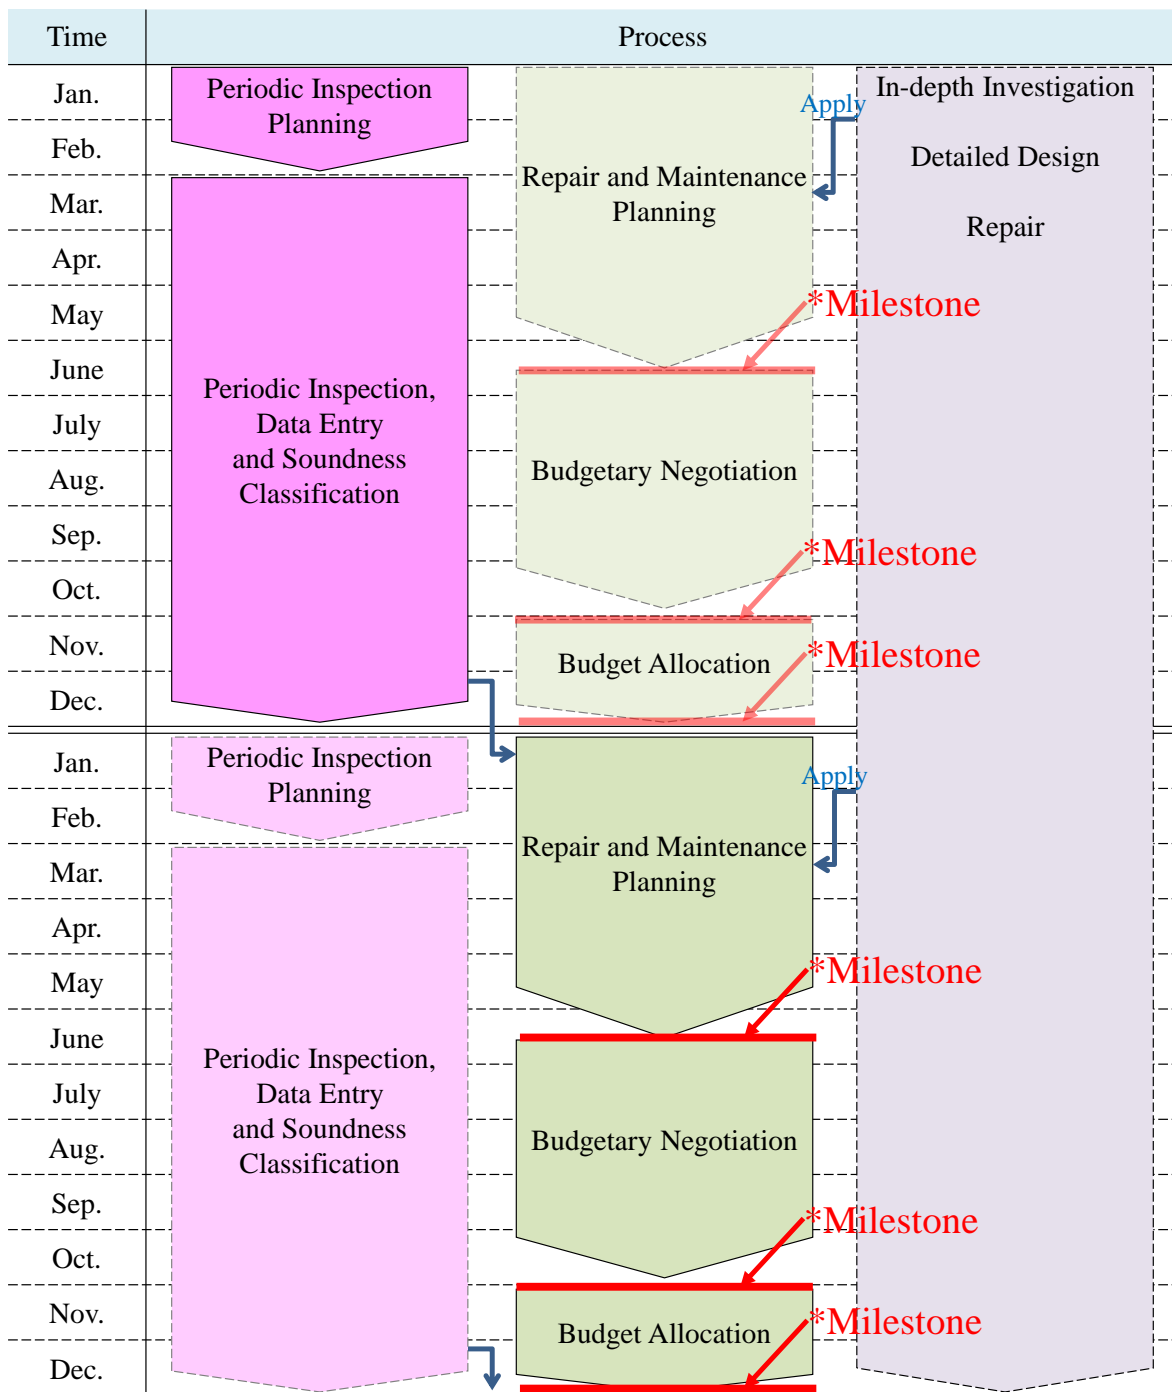 Time
Process
Jan.
Feb.
Mar.
Apr.
May
June
July
Aug.
Sep.
Oct.
Nov.
Dec.
Periodic Inspection
Planning
Periodic Inspection,
Data Entry
and Soundness
Classification
Repair and Maintenance
Planning
Apply
*Milestone
Budgetary Negotiation
*Milestone
Budget Allocation
*Milestone
In-depth Investigation
Detailed Design
Repair
Jan.
Feb.
Mar.
Apr.
May
June
July
Aug.
Sep.
Oct.
Nov.
Dec.
Periodic Inspection
Planning
Periodic Inspection,
Data Entry
and Soundness
Classification
Repair and Maintenance
Planning
Apply
*Milestone
Budgetary Negotiation
*Milestone
Budget Allocation
*Milestone